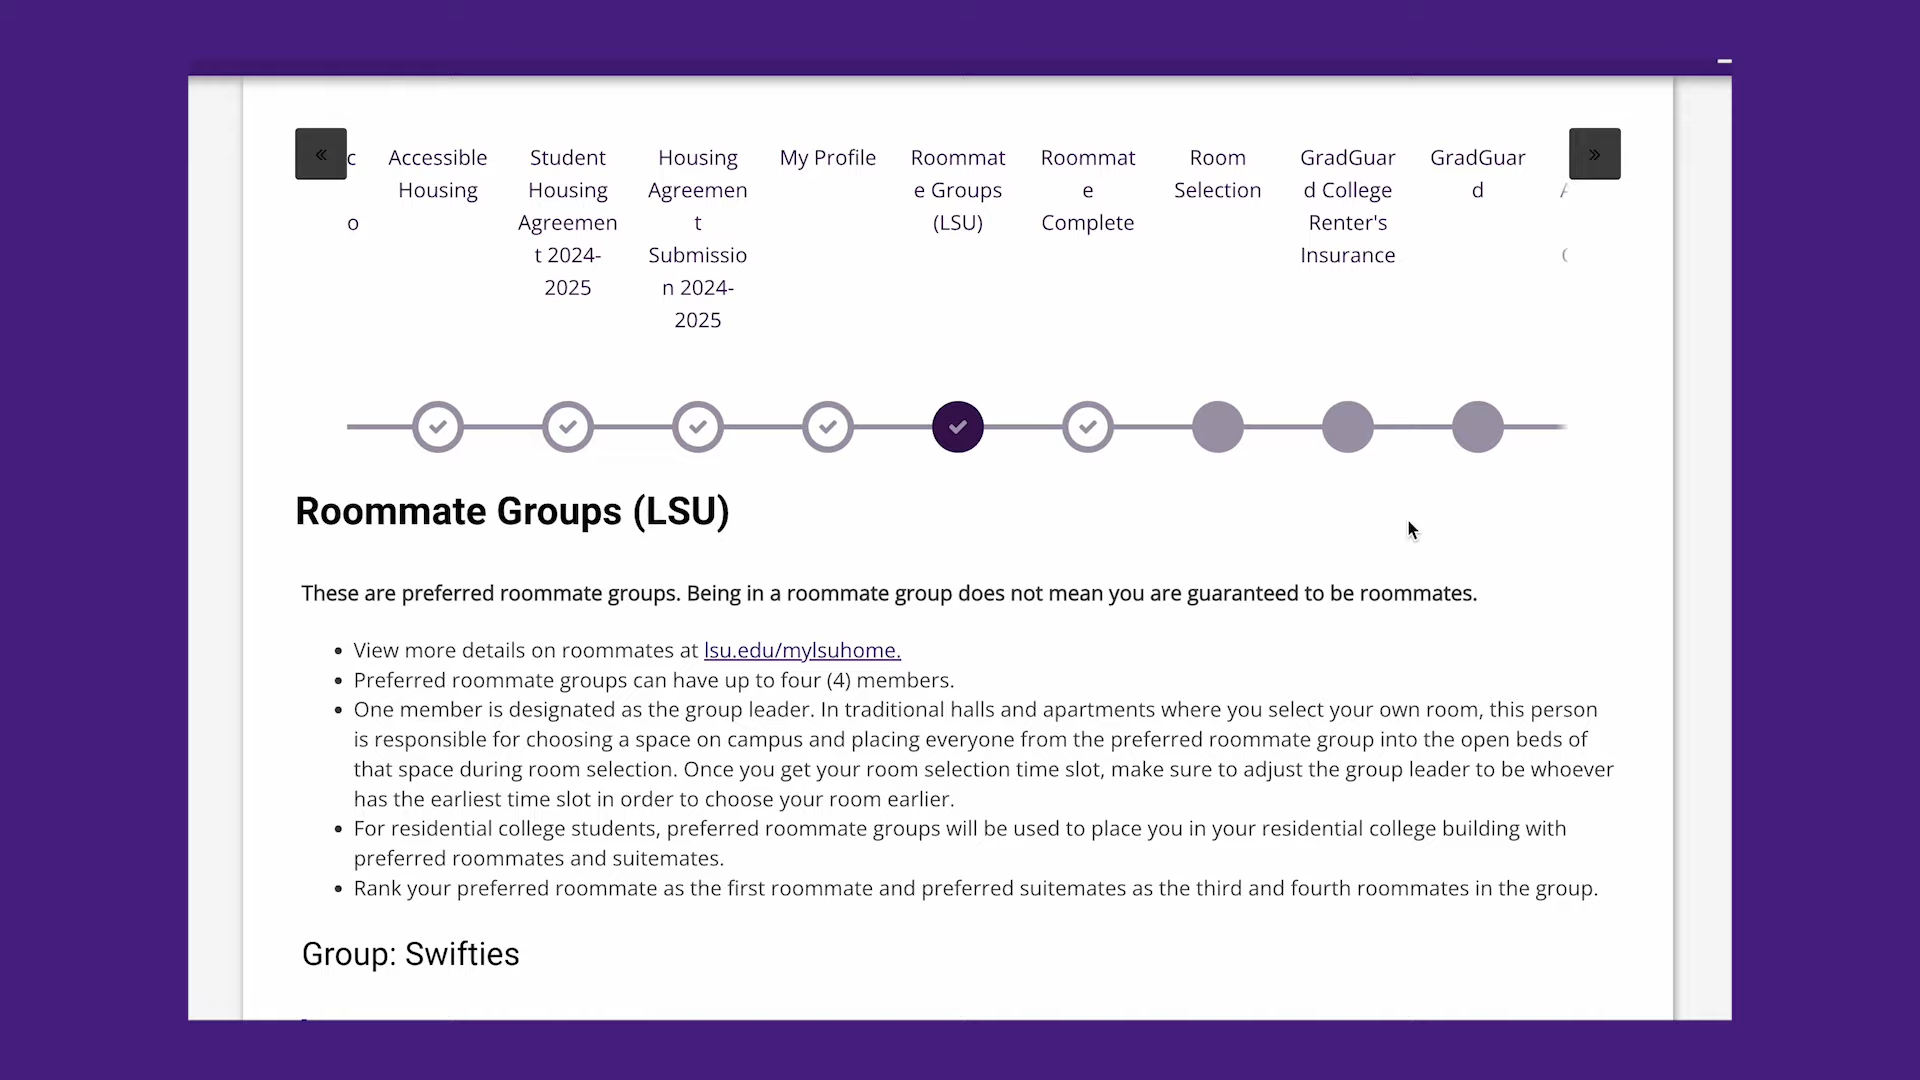 «
c
o
Accessible
Housing
Student
Housing
Agreemen
t 2024-
2025
Housing
Agreemen
t
Submissio
n 2024-
2025
My Profile
Roommat
e Groups
(LSU)
Roommat
e
Complete
Room
Selection
GradGuar
d College
Renter's
Insurance
GradGuar
d
»
Roommate Groups (LSU)
These are preferred roommate groups. Being in a roommate group does not mean you are guaranteed to be roommates.
• View more details on roommates at lsu.edu/mylsuhome.
• Preferred roommate groups can have up to four (4) members.
• One member is designated as the group leader. In traditional halls and apartments where you select your own room, this person
is responsible for choosing a space on campus and placing everyone from the preferred roommate group into the open beds of
that space during room selection. Once you get your room selection time slot, make sure to adjust the group leader to be whoever
has the earliest time slot in order to choose your room earlier.
• For residential college students, preferred roommate groups will be used to place you in your residential college building with
preferred roommates and suitemates.
• Rank your preferred roommate as the first roommate and preferred suitemates as the third and fourth roommates in the group.
Group: Swifties